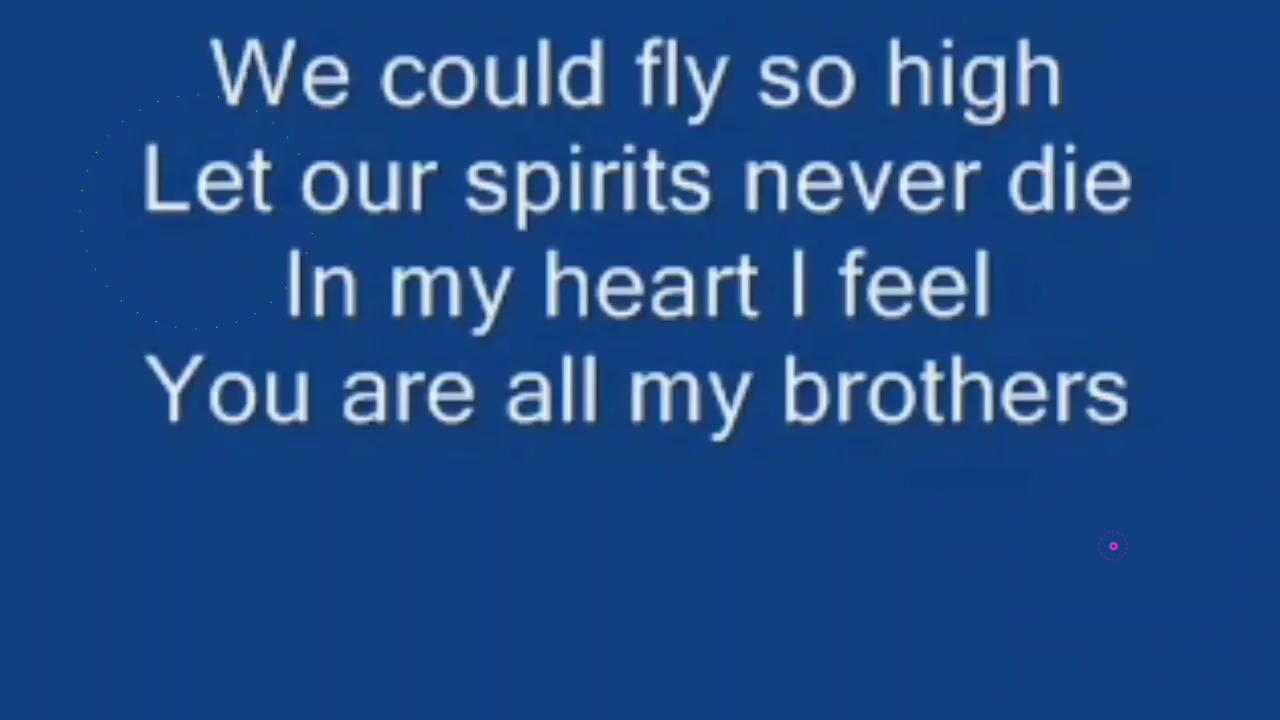 We could fly so high
Let our spirits never die
In my heart I feel
You are all my brothers